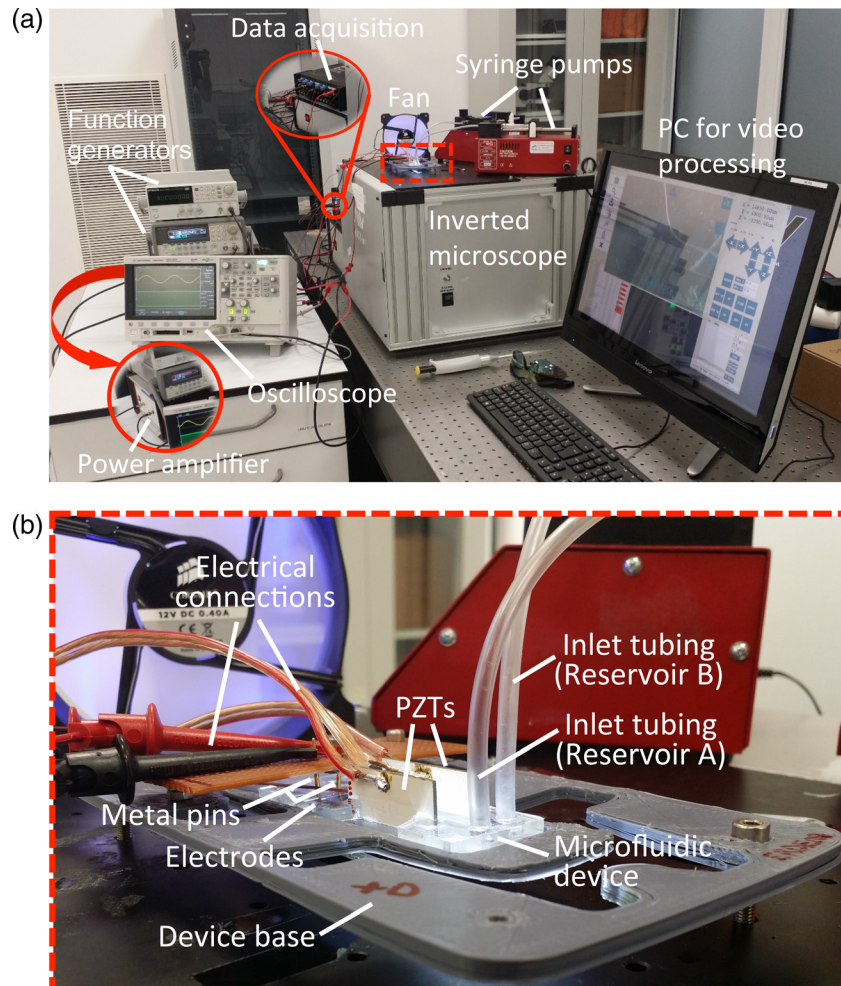 (a)
Data acquisition
Syringe pumps
Fan
Function
generators
PC for video
processing
Inverted
microscope
Oscilloscope
Power amplifier
(b)
Electrical
connections
12V DC 0.40A
CE
Inlet tubing
(Reservoir B)
PZTs
Inlet tubing
(Reservoir A)
Metal pins
Electrodes
Microfluidic
device
Device base